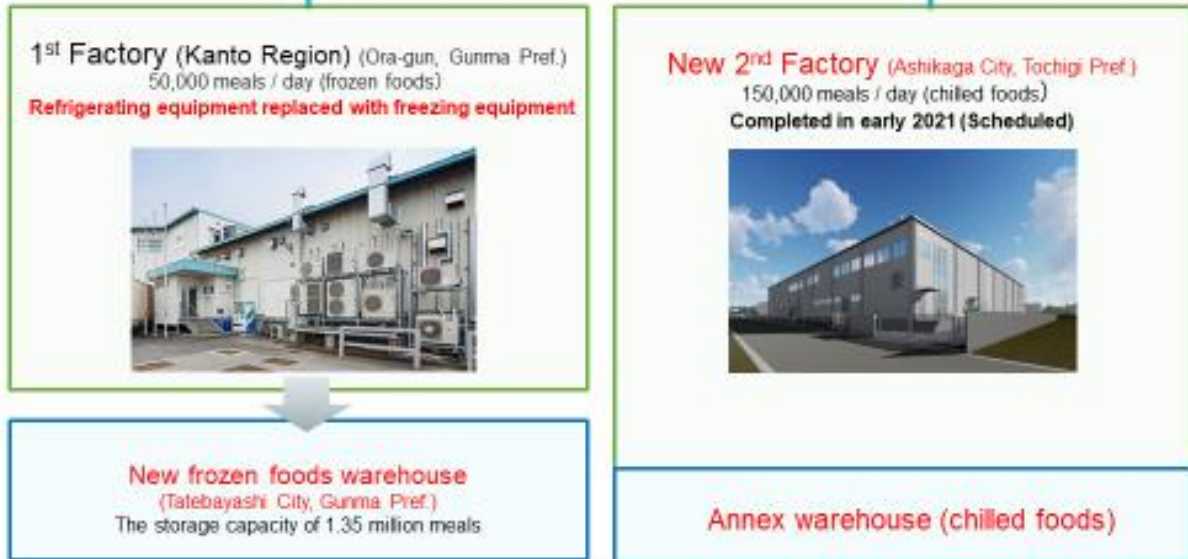 1st Factory (Kanto Region) (Ora-gun, Gunma Pref.)
50,000 meals / day (frozen foods)
Refrigerating equipment replaced with freezing equipment
New frozen foods warehouse
(Tatebayashi City, Gunma Pref.)
The storage capacity of 1.35 million meals
New 2nd Factory (Ashikaga City, Tochigi Pref.)
150,000 meals / day (chilled foods)
Completed in early 2021 (Scheduled)
Annex warehouse (chilled foods)